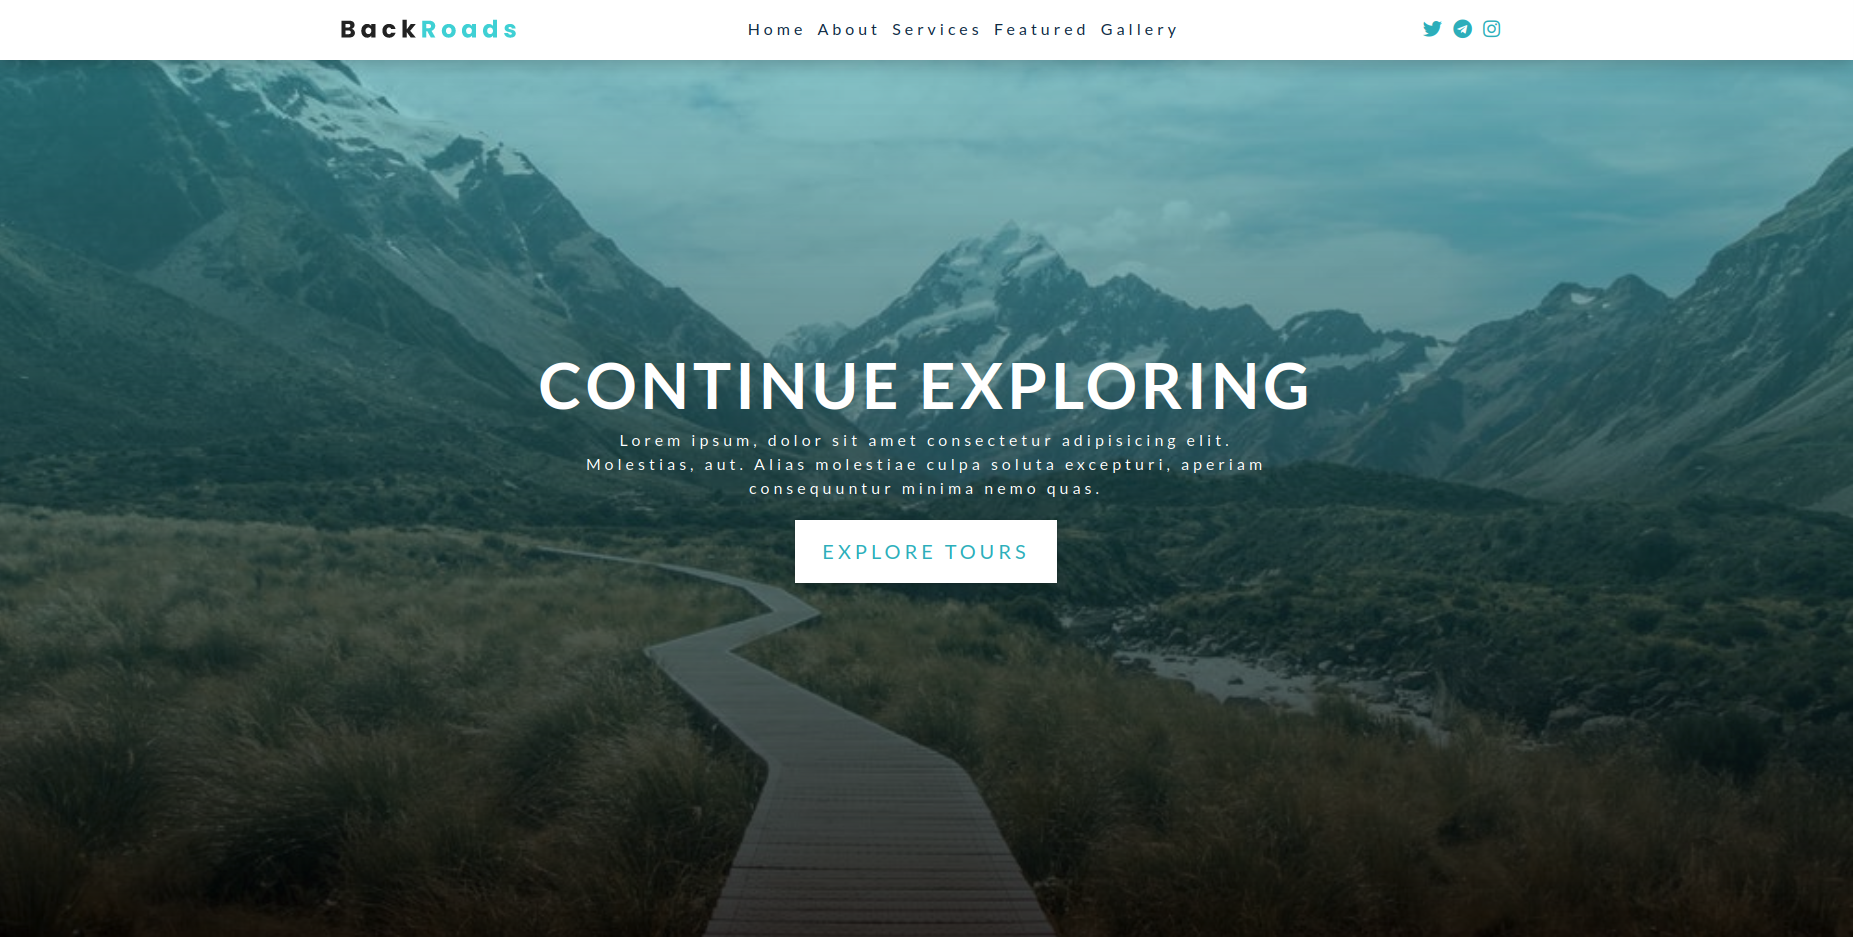 BackRoads
Home About Services Featured Gallery
CONTINUE EXPLORING
Lorem ipsum, dolor sit amet consectetur adipisicing elit.
Molestias, aut. Alias molestiae culpa soluta excepturi, aperiam
consequuntur minima nemo quas.
EXPLORE TOURS